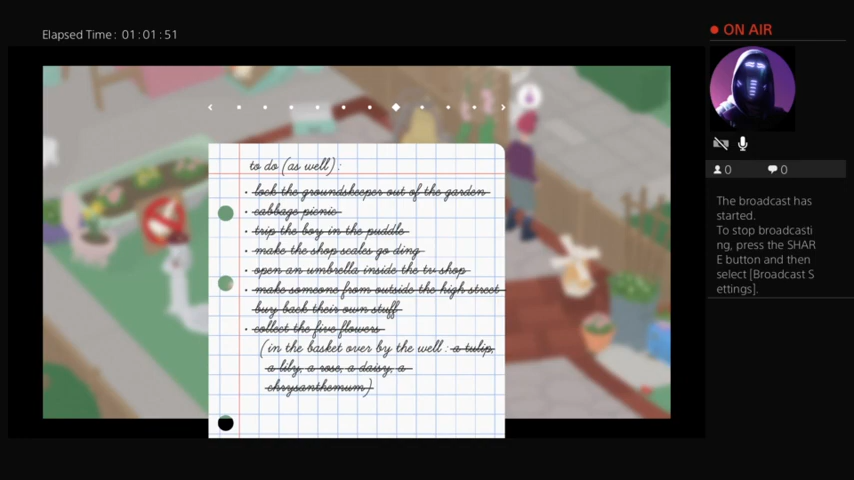 Elapsed Time: 01:01:51
ON AIR
to do (as well):
• lock the groundskeeper out of the garden
• cabbage picnic
• trip the boy in the puddle
• make the shop scales go ding
• open an umbrella inside the tv shop
• make someone from outside the high street
buy back their own stuff
• collect the five flowers
(in the basket over by the well: a tulip,
a lily, a rose, a daisy, a
chrysanthemum)
0
0
The broadcast has
started.
To stop broadcasti
ng, press the SHAR
E button and then
select [Broadcast S
ettings].